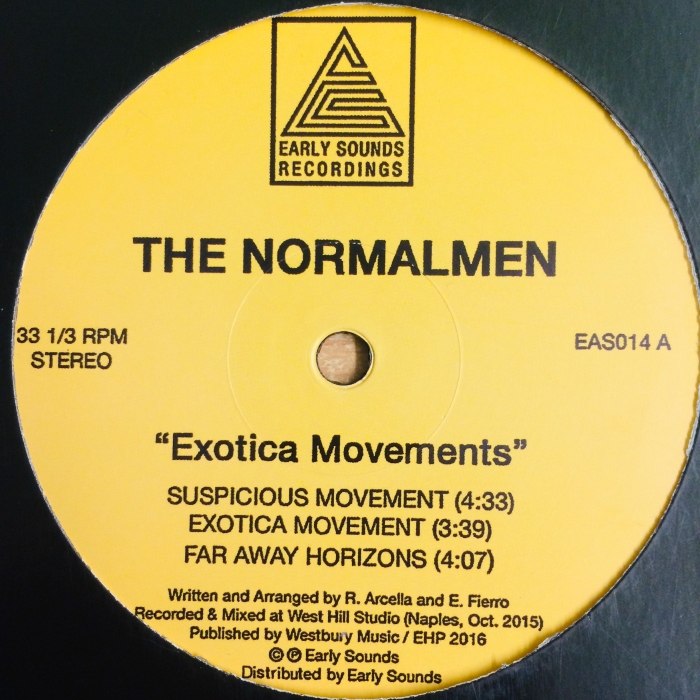 EARLY SOUNDS
RECORDINGS
THE NORMALMEN
33 1/3 RPM
STEREO
EAS014 A
“Exotica Movements”
SUSPICIOUS MOVEMENT (4:33)
EXOTICA MOVEMENT (3:39)
FAR AWAY HORIZONS (4:07)
Written and Arranged by R. Arcella and E. Fierro
Recorded & Mixed at West Hill Studio (Naples, Oct. 2015)
Published by Westbury Music / EHP 2016
© ℗ Early Sounds
Distributed by Early Sounds